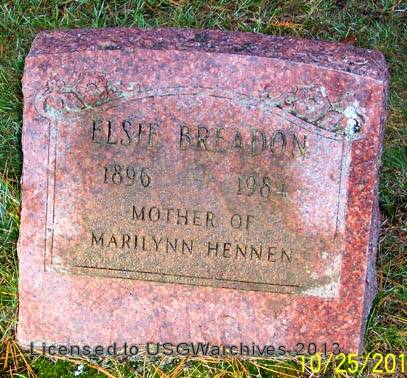 ELSIE BREADON
1896 - 1984
MOTHER OF
MARILYNN HENNEN
Licensed to USGWarchives 2013
10/25/201